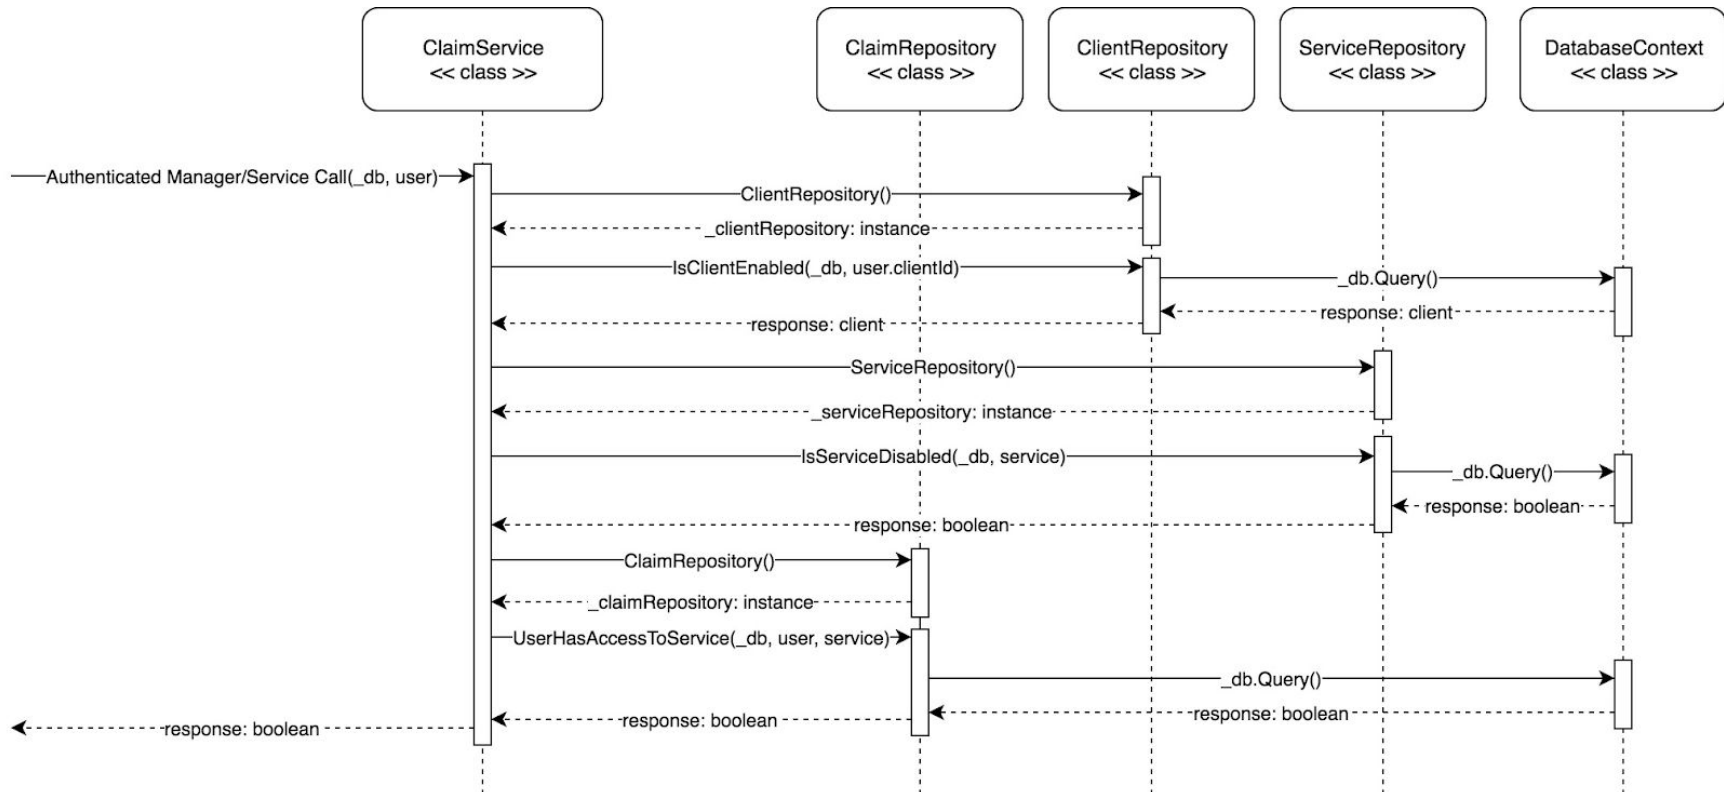 ClaimService
<< class >>
ClaimRepository
<< class >>
ClientRepository
<< class >>
ServiceRepository
<< class >>
DatabaseContext
<< class >>
Authenticated Manager/Service Call(_db, user)
ClientRepository()
_clientRepository: instance
IsClientEnabled(_db, user.clientId)
_db.Query()
response: client
response: client
ServiceRepository()
_serviceRepository: instance
IsServiceDisabled(_db, service)
_db.Query()
response: boolean
response: boolean
ClaimRepository()
_claimRepository: instance
UserHasAccessToService(_db, user, service)
_db.Query()
response: boolean
response: boolean
response: boolean